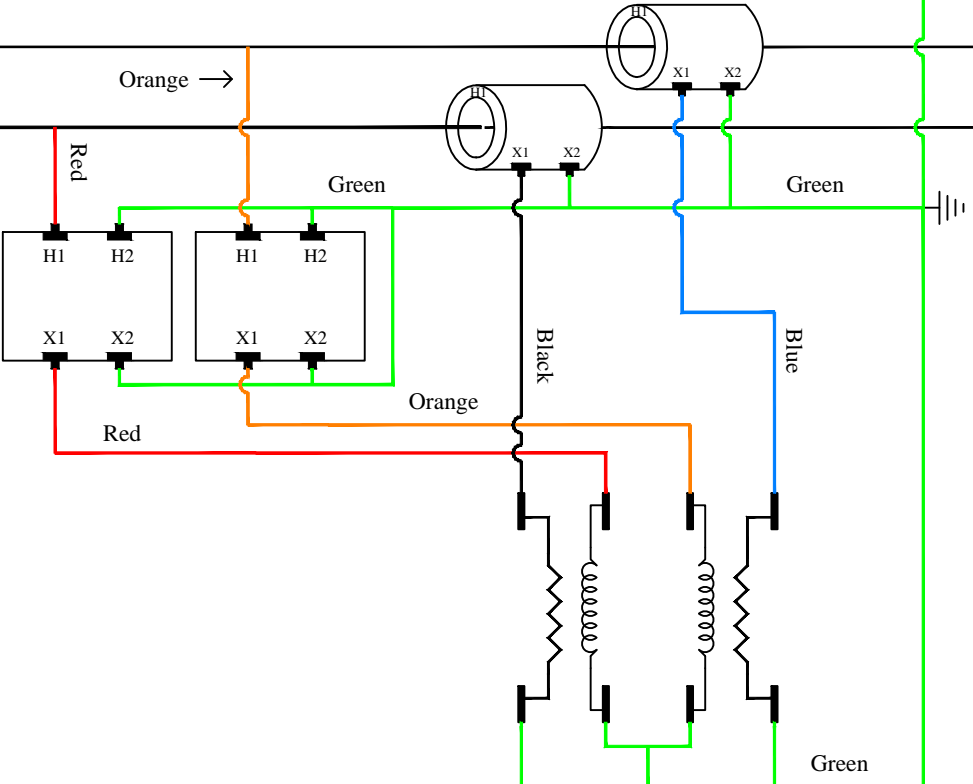 H1
X1 X2
Orange
H1
X1 X2
Red
Green
Green
H1 H2 H1 H2
X1 X2 X1 X2
Black
Blue
Orange
Red
Green